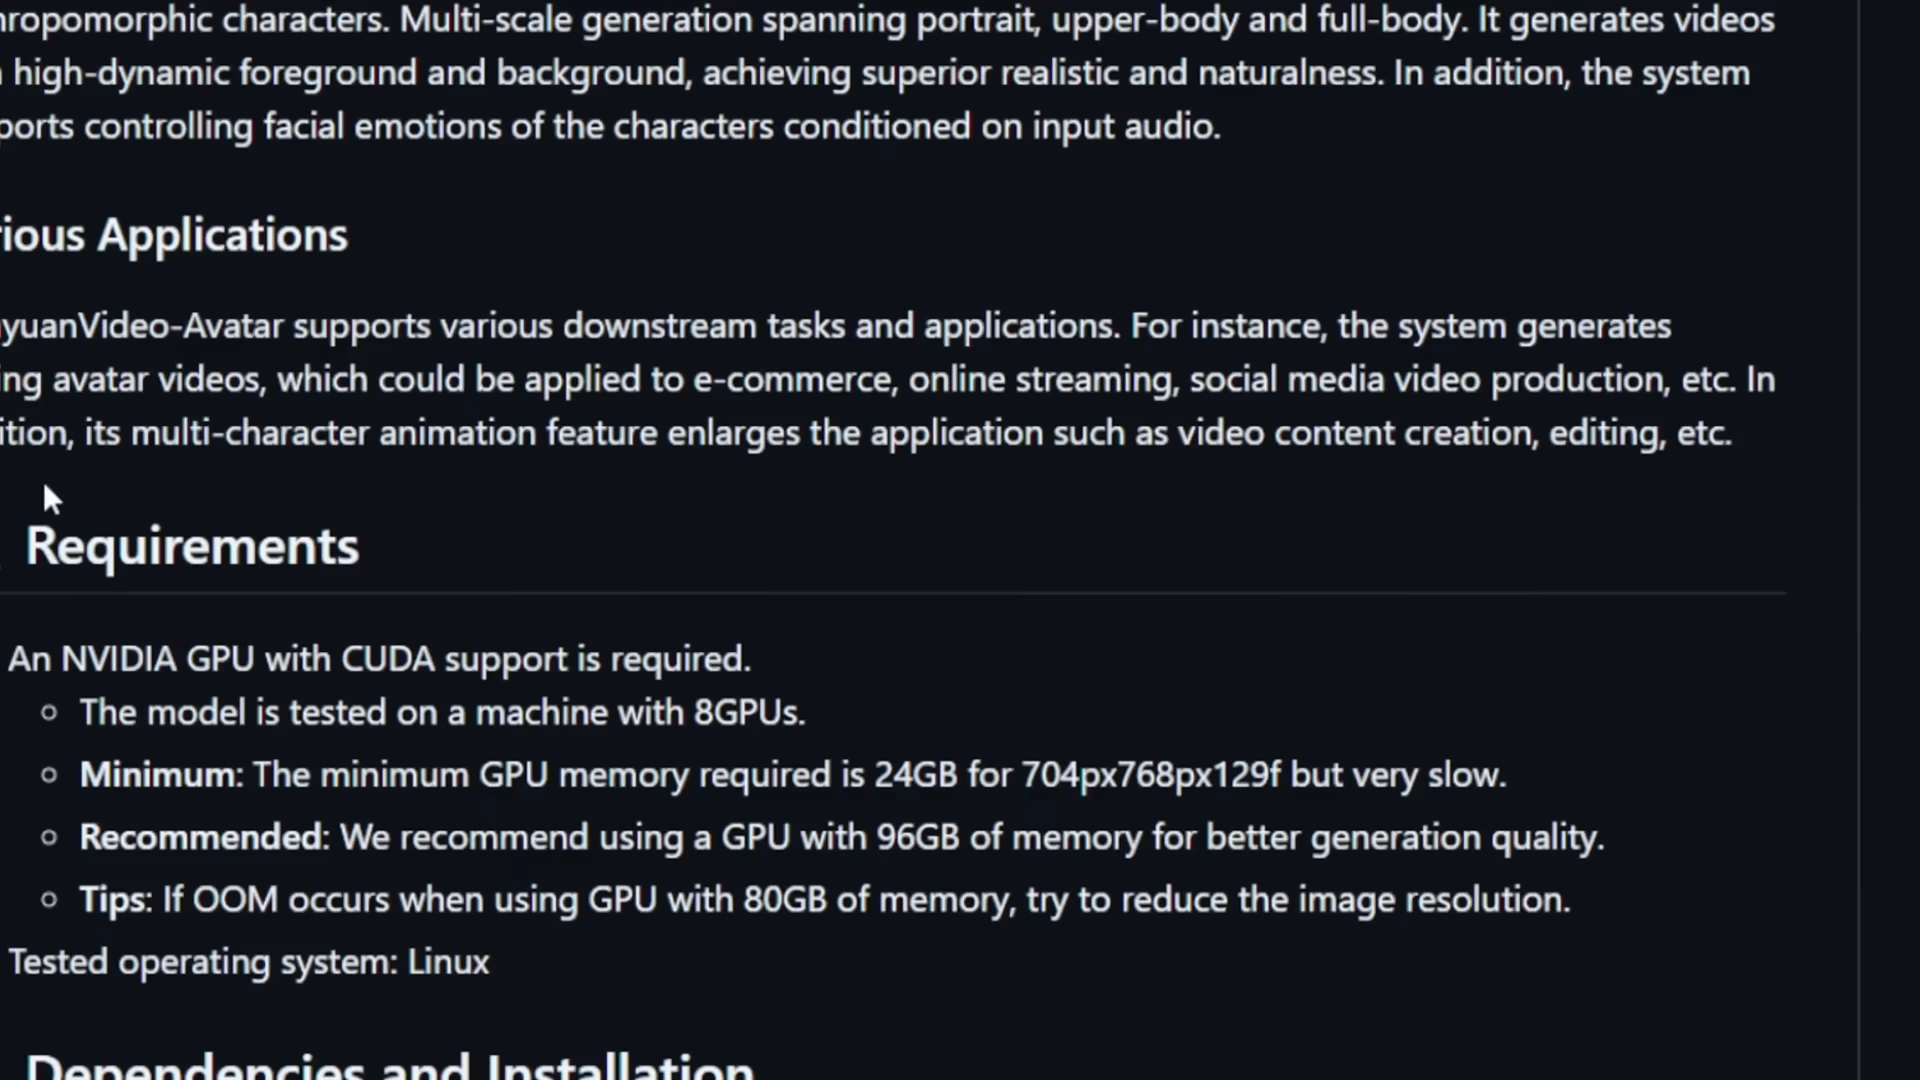 hropomorphic characters. Multi-scale generation spanning portrait, upper-body and full-body. It generates videos
high-dynamic foreground and background, achieving superior realistic and naturalness. In addition, the system
ports controlling facial emotions of the characters conditioned on input audio.
rious Applications
yuanVideo-Avatar supports various downstream tasks and applications. For instance, the system generates
ing avatar videos, which could be applied to e-commerce, online streaming, social media video production, etc. In
ition, its multi-character animation feature enlarges the application such as video content creation, editing, etc.
Requirements
An NVIDIA GPU with CUDA support is required.
The model is tested on a machine with 8GPUs.
Minimum: The minimum GPU memory required is 24GB for 704px768px129f but very slow.
Recommended: We recommend using a GPU with 96GB of memory for better generation quality.
Tips: If OOM occurs when using GPU with 80GB of memory, try to reduce the image resolution.
Tested operating system: Linux
Dependencies and Installation